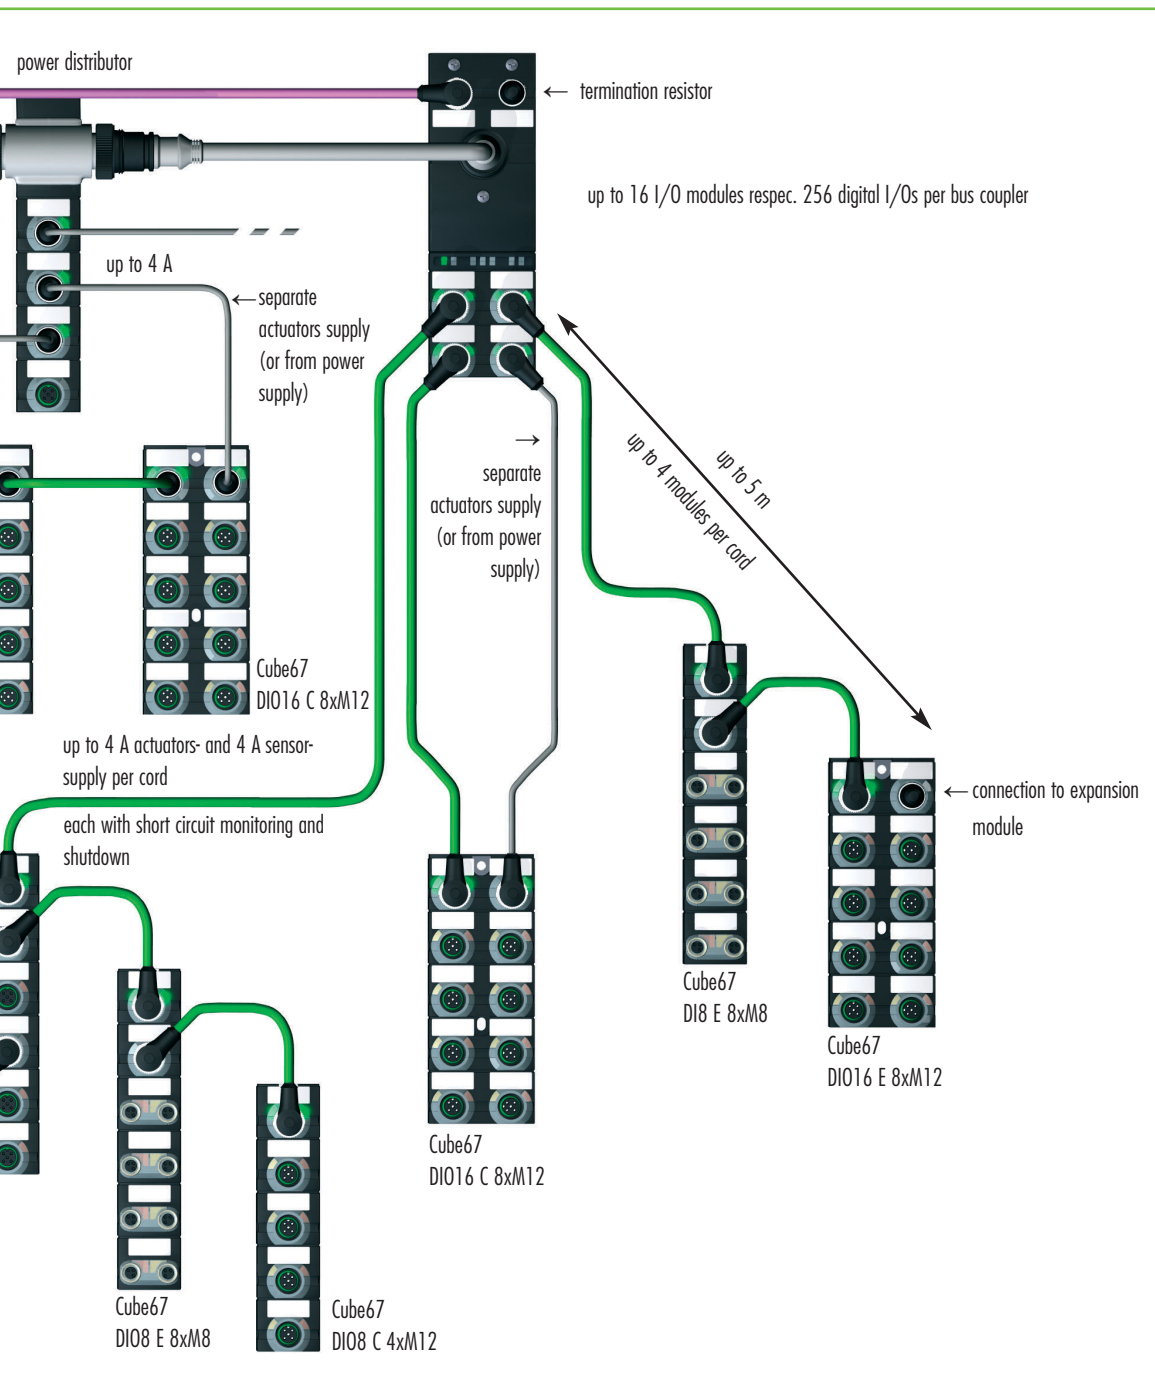 power distributor
← termination resistor
up to 16 I/O modules respec. 256 digital I/Os per bus coupler
up to 4 A
← separate
actuators supply
(or from power
supply)
→
separate
actuators supply
(or from power
supply)
up to 5 m
up to 4 modules per cord
Cube67
DIO16 C 8xM12
up to 4 A actuators- and 4 A sensor-
supply per cord
each with short circuit monitoring and
shutdown
← connection to expansion
module
Cube67
DI8 E 8xM8
Cube67
DIO16 E 8xM12
Cube67
DIO16 C 8xM12
Cube67
DIO8 E 8xM8
Cube67
DIO8 C 4xM12